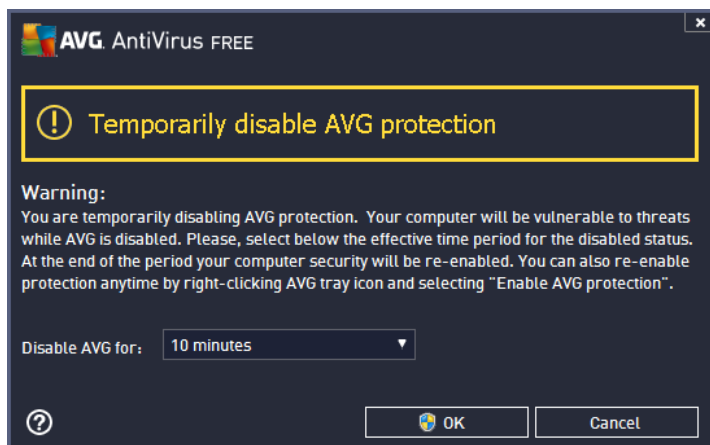 AVG. AntiVirus FREE
Temporarily disable AVG protection
Warning:
You are temporarily disabling AVG protection. Your computer will be vulnerable to threats
while AVG is disabled. Please, select below the effective time period for the disabled status.
At the end of the period your computer security will be re-enabled. You can also re-enable
protection anytime by right-clicking AVG tray icon and selecting "Enable AVG protection".
Disable AVG for: 10 minutes
OK Cancel